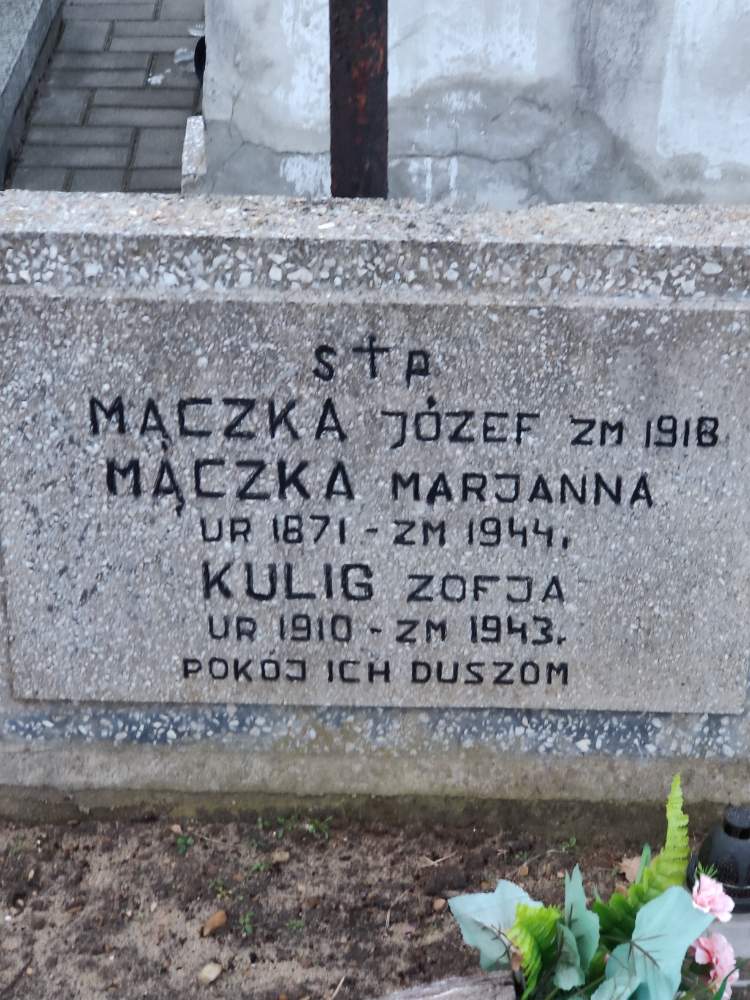 S † P
MĄCZKA JÓZEF ZM 1918
MĄCZKA MARJANNA
UR 1871 - ZM 1944.
KULIG ZOFJA
UR 1910 - ZM 1943.
POKÓJ ICH DUSZOM